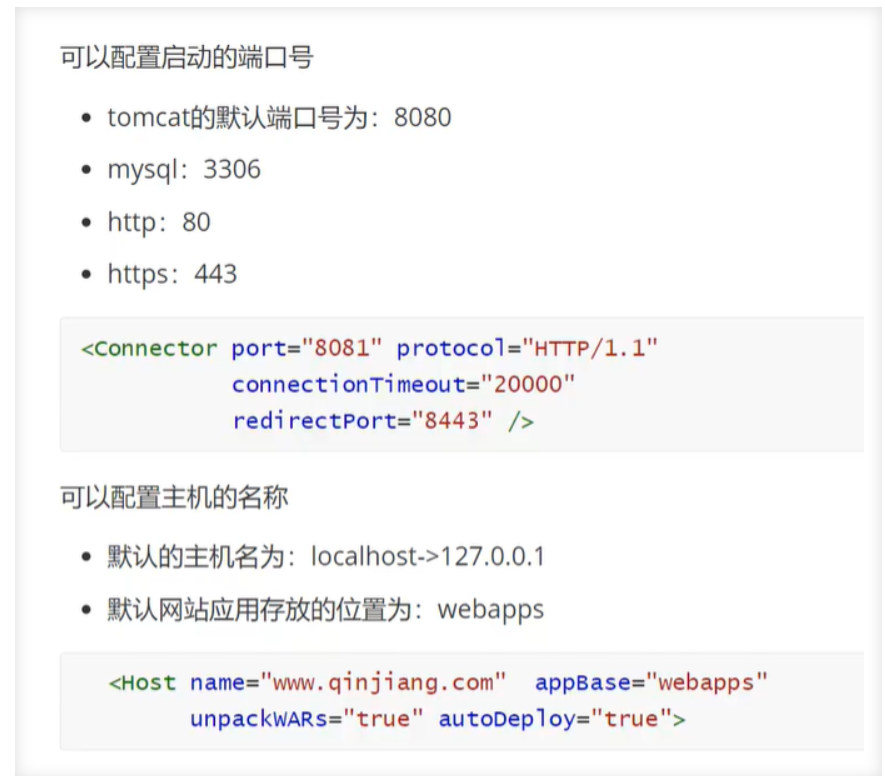 可以配置启动的端口号
tomcat的默认端口号为：8080
mysql：3306
http：80
https：443
<Connector port="8081" protocol="HTTP/1.1"
connectionTimeout="20000"
redirectPort="8443" />
可以配置主机的名称
默认的主机名为：localhost->127.0.0.1
默认网站应用存放的位置为：webapps
<Host name="www.qinjiang.com"  appBase="webapps"
unpackWARs="true" autoDeploy="true">